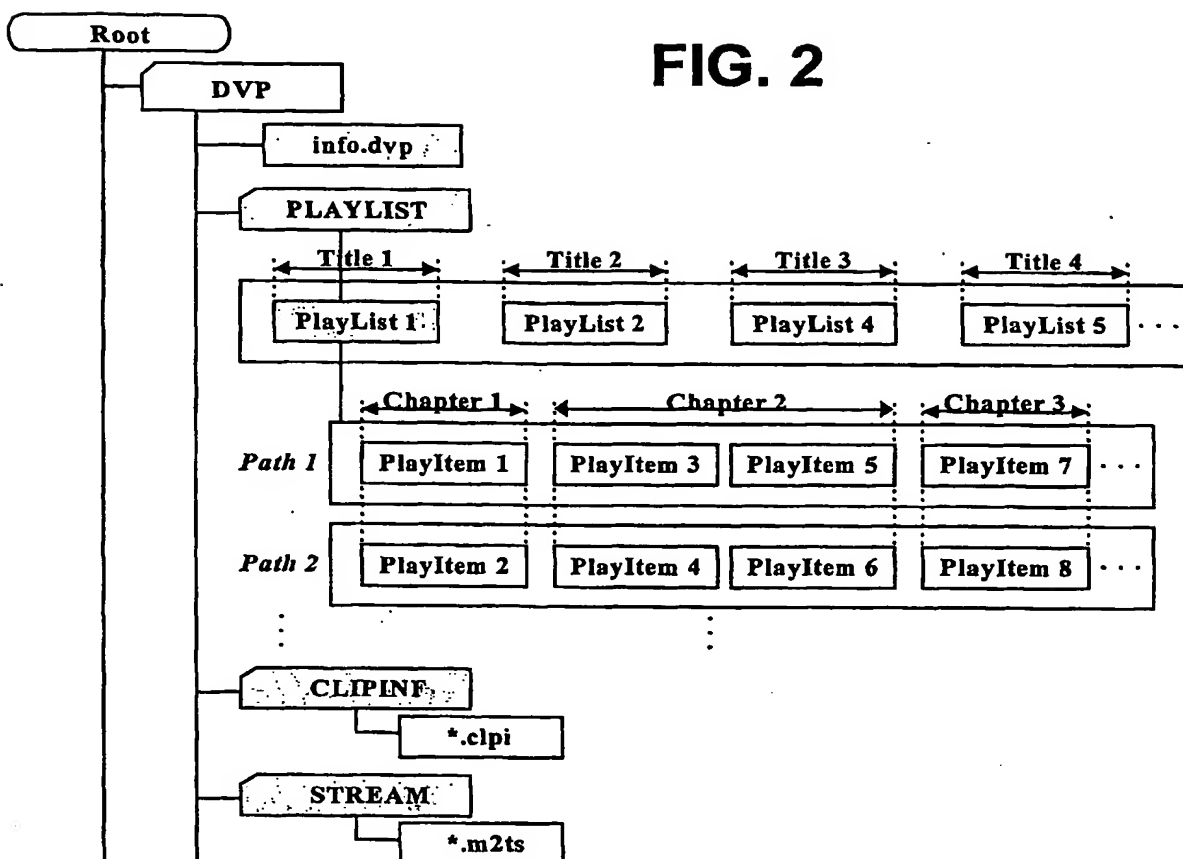 Root
FIG. 2
DVP
info.dvp
PLAYLIST
Title 1 Title 2 Title 3 Title 4
PlayList 1 PlayList 2 PlayList 4 PlayList 5 ...
Chapter 1 Chapter 2 Chapter 3
Path 1 PlayItem 1 PlayItem 3 PlayItem 5 PlayItem 7 ...
Path 2 PlayItem 2 PlayItem 4 PlayItem 6 PlayItem 8 ...
CLIPINF
*.clpi
STREAM
*.m2ts